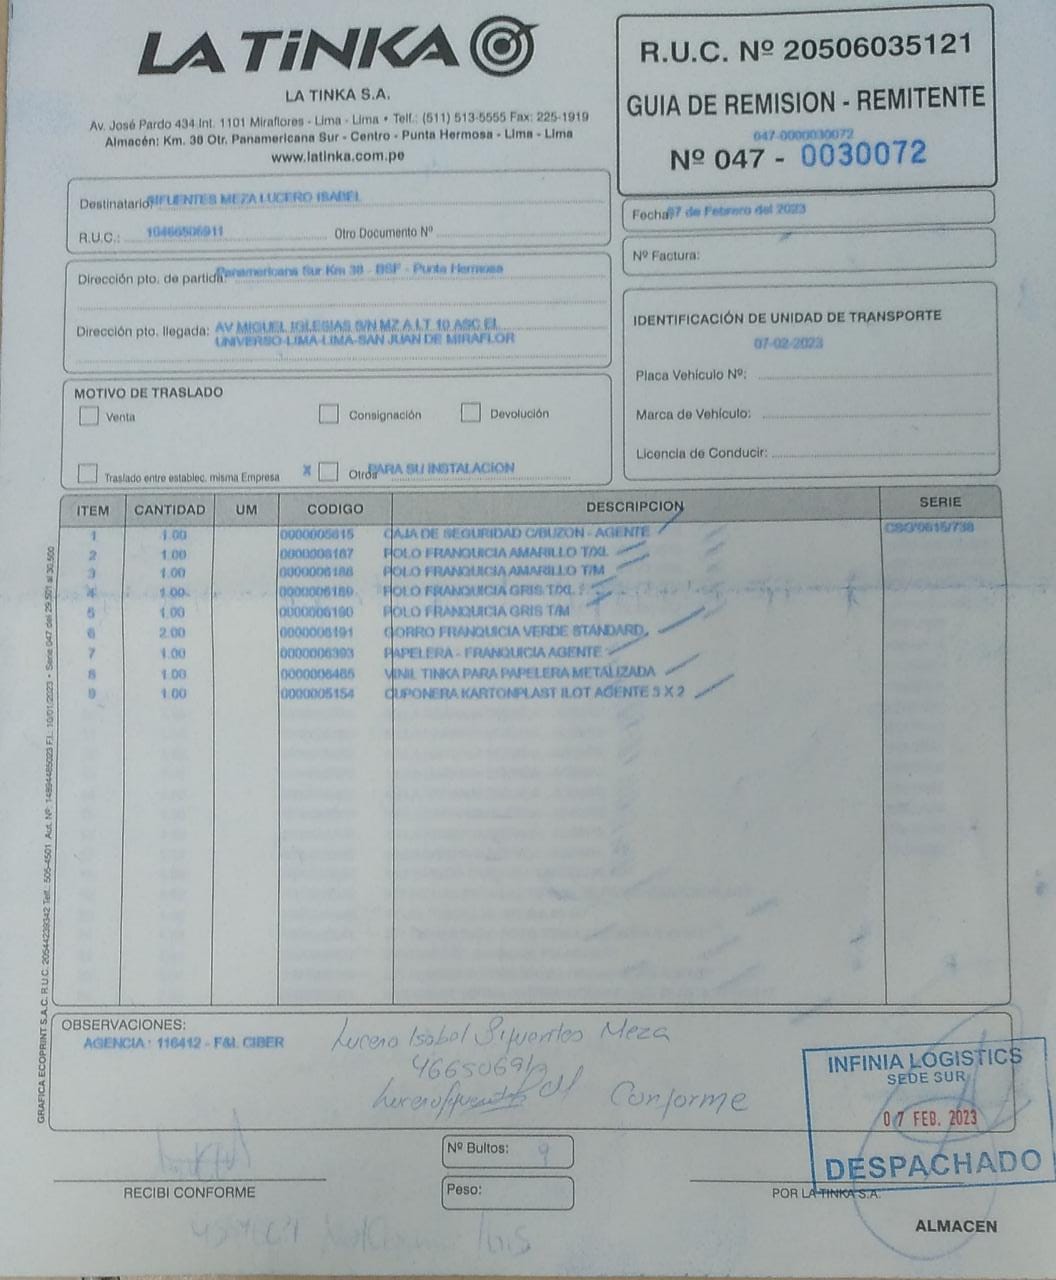 LA TiNKA
LA TINKA S.A.
Av. José Pardo 434 Int. 1101 Miraflores - Lima - Lima • Telf.: (511) 513-5555 Fax: 225-1919
Almacén: Km. 38 Otr. Panamericana Sur - Centro - Punta Hermosa - Lima - Lima
www.latinka.com.pe
R.U.C. Nº 20506035121
GUIA DE REMISION - REMITENTE
047-0000030072
Nº 047 - 0030072
Destinatario: SIFUENTES MEZA LUCERO ISABEL
R.U.C.: 10466506911 Otro Documento Nº
Fecha: 07 de Febrero del 2023
Nº Factura:
Dirección pto. de partida: Panamericana Sur Km 38 - BSF - Punta Hermosa
Dirección pto. llegada: AV MIGUEL IGLESIAS S/N MZ A LT 10 ASC EL
UNIVERSO-LIMA-LIMA-SAN JUAN DE MIRAFLOR
IDENTIFICACIÓN DE UNIDAD DE TRANSPORTE
07-02-2023
Placa Vehículo Nº:
Marca de Vehículo:
Licencia de Conducir:
MOTIVO DE TRASLADO
Venta Consignación Devolución
Traslado entre establec. misma Empresa X Otros PARA SU INSTALACION
ITEM CANTIDAD UM CODIGO DESCRIPCION SERIE
1 1.00 0000005615 CAJA DE SEGURIDAD C/BUZON - AGENTE CSG/0615/738
2 1.00 0000006187 POLO FRANQUICIA AMARILLO T/XL
3 1.00 0000006188 POLO FRANQUICIA AMARILLO T/M
4 1.00 0000006189 POLO FRANQUICIA GRIS T/XL
5 1.00 0000006190 POLO FRANQUICIA GRIS T/M
6 2.00 0000006191 GORRO FRANQUICIA VERDE STANDARD
7 1.00 0000006393 PAPELERA - FRANQUICIA AGENTE
8 1.00 0000006485 VINIL TINKA PARA PAPELERA METALIZADA
9 1.00 0000005154 CUPONERA KARTONPLAST ILOT AGENTE 3 X 2
GRAFICA ECOPRINT S.A.C. R.U.C. 20544239342 Telf.: 505-4501 Aut. Nº: 14894485023 F.I.: 10/01/2023 • Serie 047 del 29,501 al 30,500
OBSERVACIONES:
AGENCIA : 116412 - F&L CIBER
Lucero Isabel Sifuentes Meza
46650691
Conforme
INFINIA LOGISTICS
SEDE SUR
07 FEB. 2023
DESPACHADO
Nº Bultos: 9
Peso:
RECIBI CONFORME
POR LA TINKA S.A.
ALMACEN
Luis